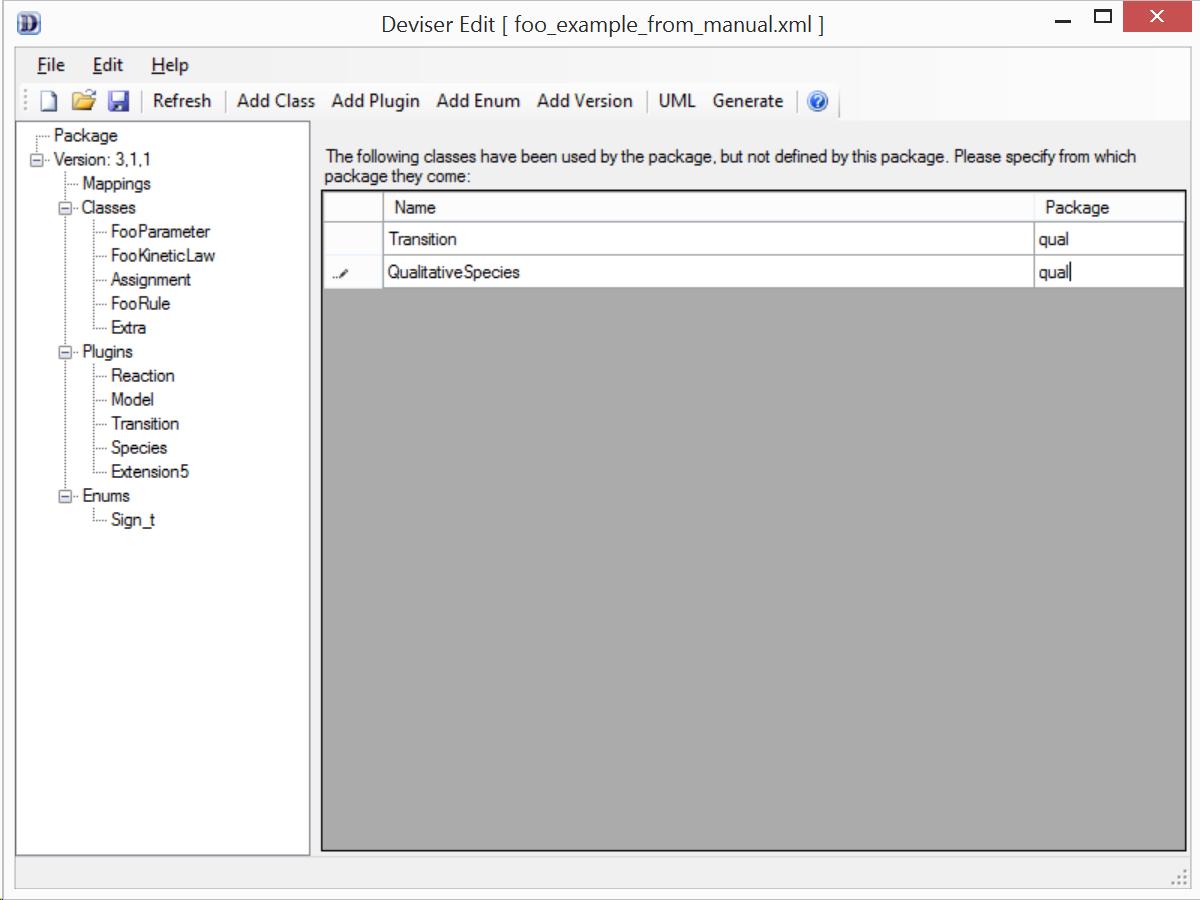 Deviser Edit [ foo_example_from_manual.xml ]
File Edit Help
Refresh Add Class Add Plugin Add Enum Add Version UML Generate
Package
Version: 3,1,1
Mappings
Classes
FooParameter
FooKineticLaw
Assignment
FooRule
Extra
Plugins
Reaction
Model
Transition
Species
Extension5
Enums
Sign_t
The following classes have been used by the package, but not defined by this package. Please specify from which
package they come:
Name Package
Transition qual
QualitativeSpecies qual